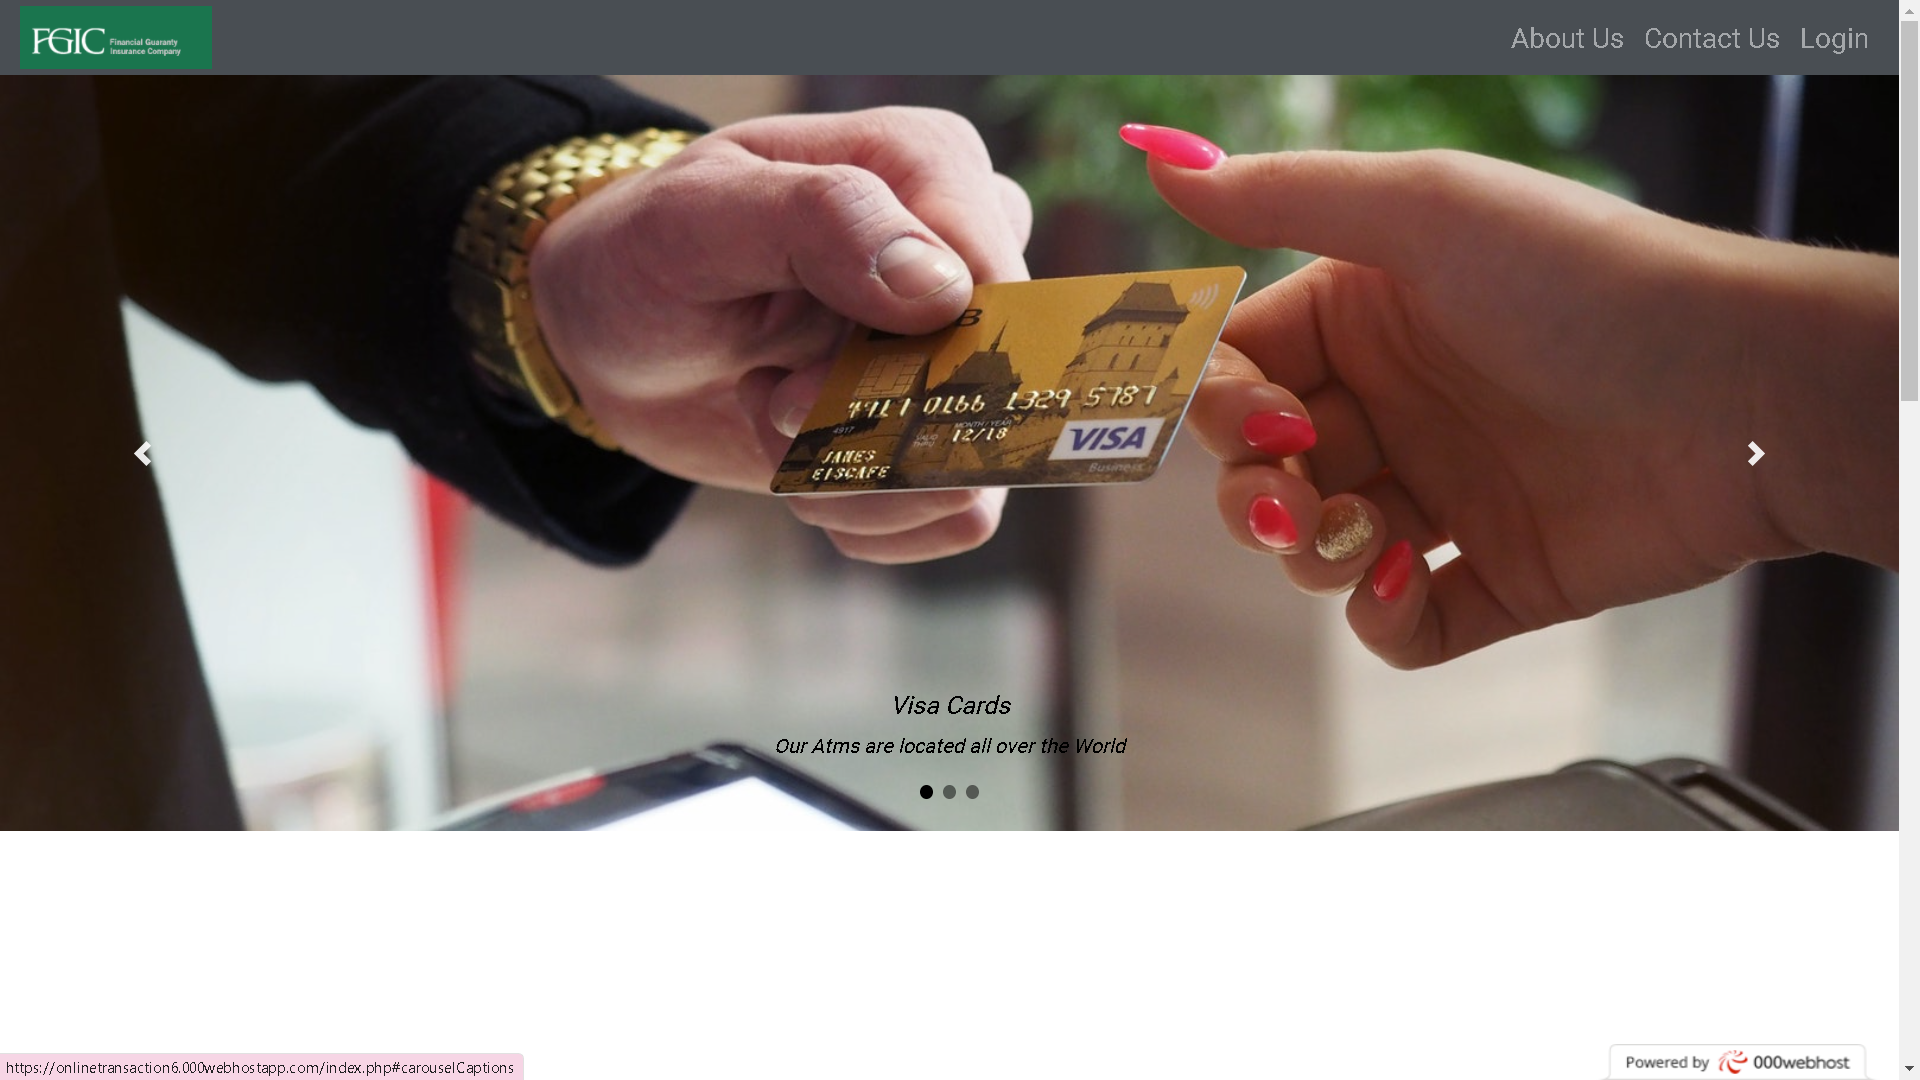 FGIC Financial Guaranty
Insurance Company
About Us Contact Us Login
B
4917 0166 1329 5787
4917
VALID THRU
MONTH/YEAR
12/18
VISA
JAMES
EISCAFE
Business
Visa Cards
Our Atms are located all over the World
https://onlinetransaction6.000webhostapp.com/index.php#carouselCaptions
Powered by 000webhost